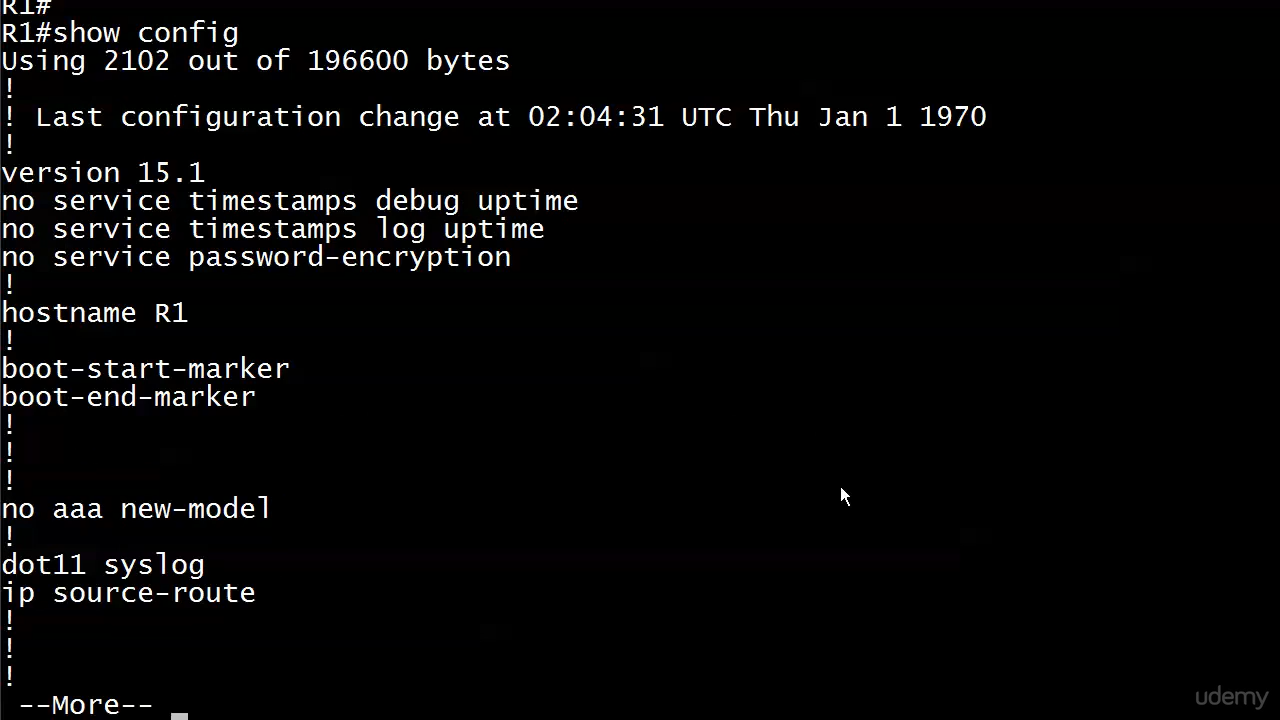 R1#
R1#show config
Using 2102 out of 196600 bytes
!
! Last configuration change at 02:04:31 UTC Thu Jan 1 1970
!
version 15.1
no service timestamps debug uptime
no service timestamps log uptime
no service password-encryption
!
hostname R1
!
boot-start-marker
boot-end-marker
!
!
!
no aaa new-model
!
dot11 syslog
ip source-route
!
!
!
--More--
udemy